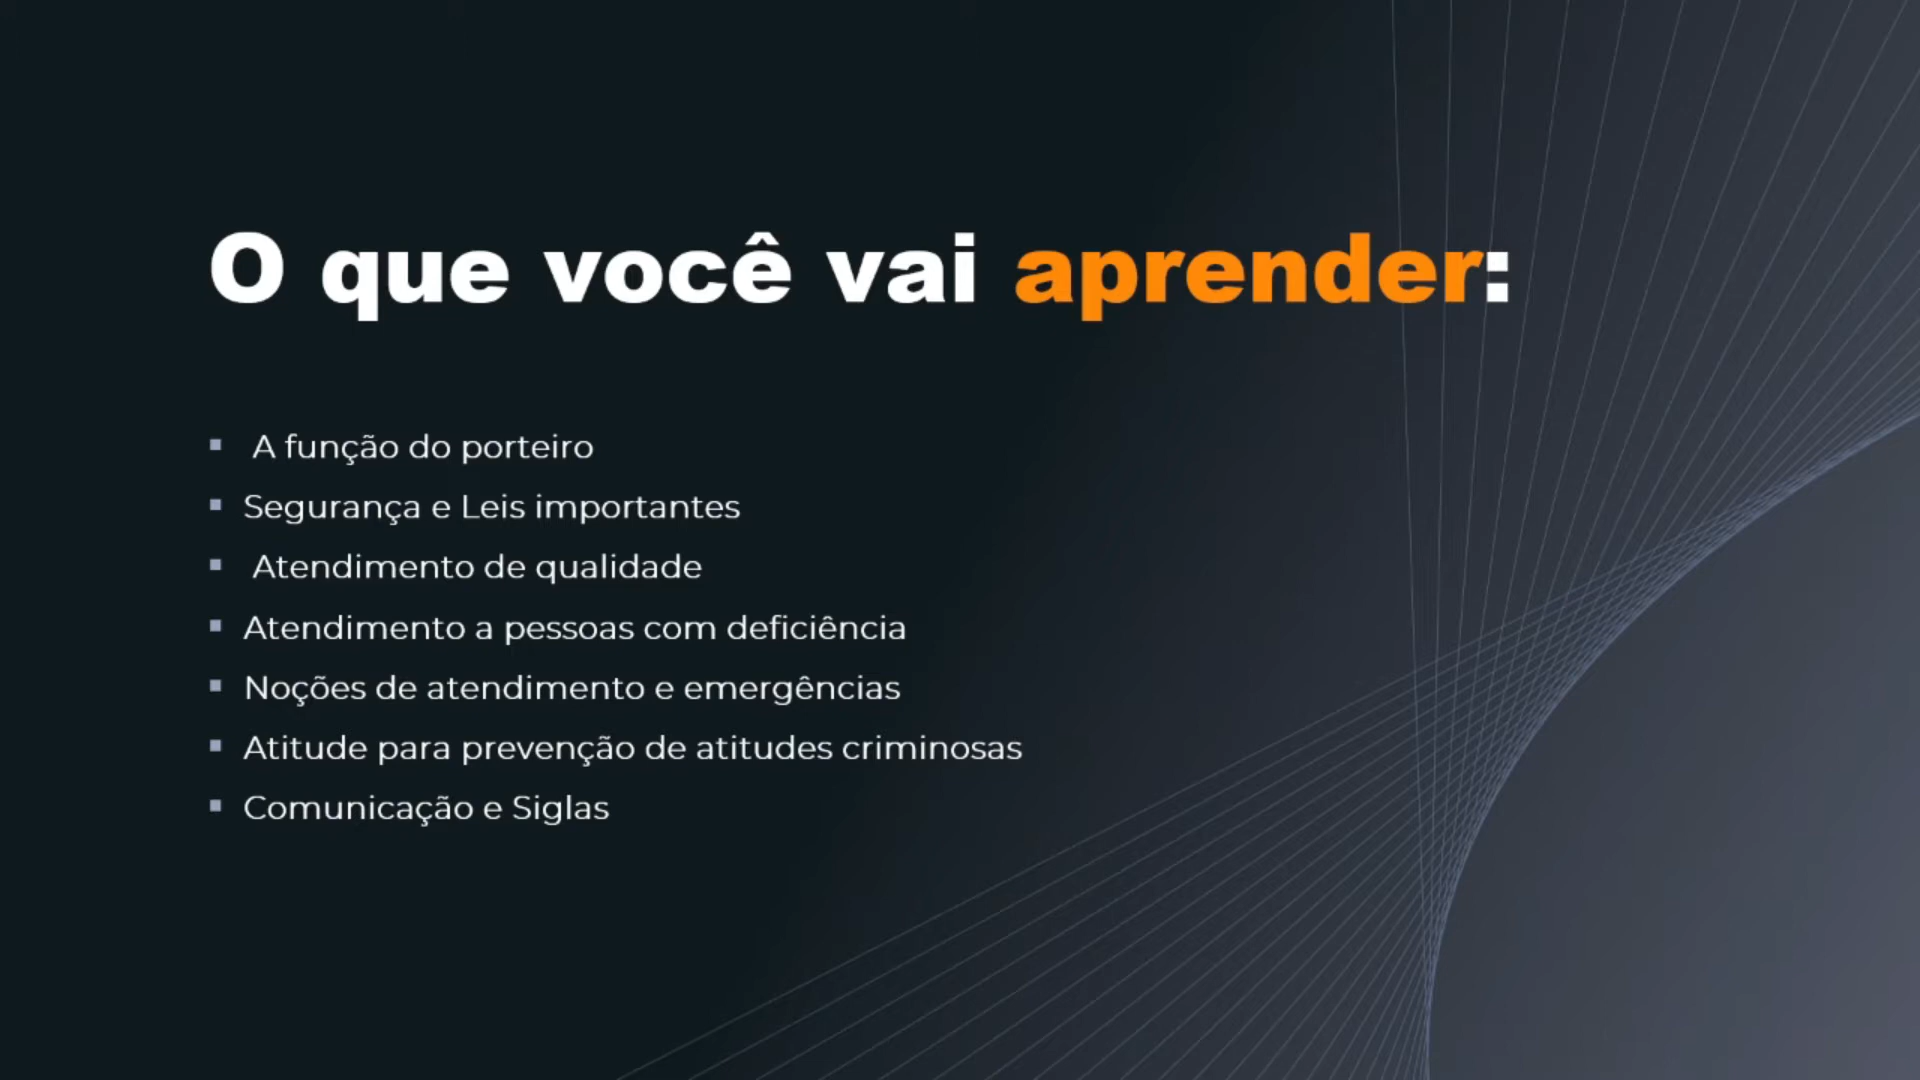 O que você vai aprender:
A função do porteiro
Segurança e Leis importantes
Atendimento de qualidade
Atendimento a pessoas com deficiência
Noções de atendimento e emergências
Atitude para prevenção de atitudes criminosas
Comunicação e Siglas